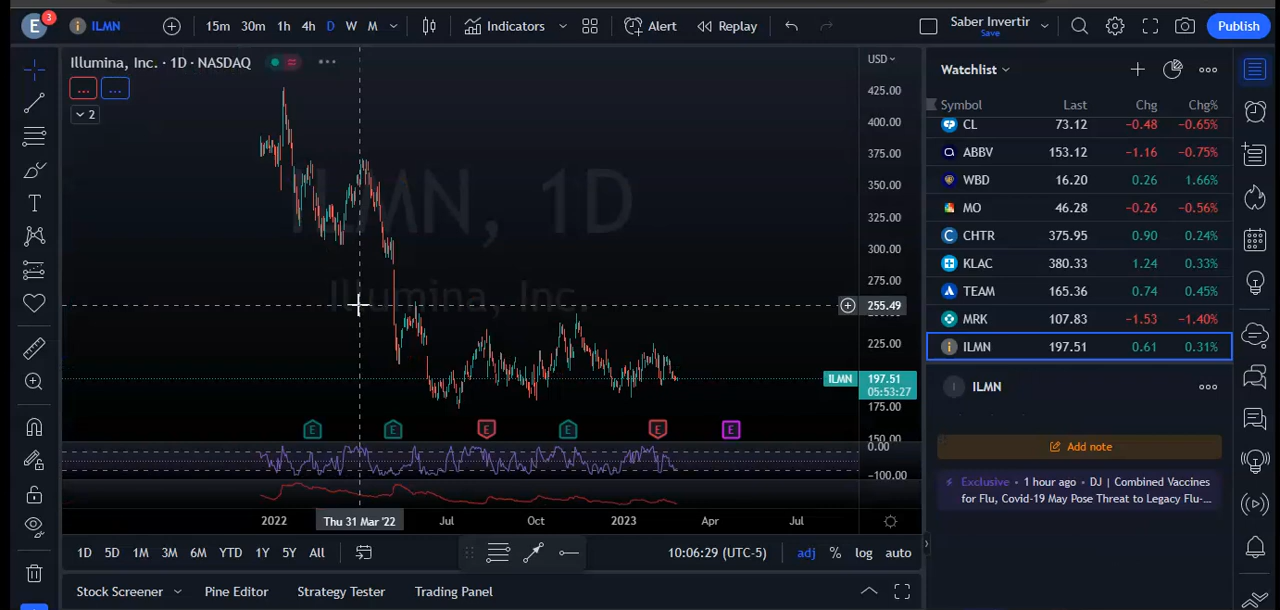 E 3 i ILMN 15m 30m 1h 4h D W M Indicators Alert Replay Saber Invertir Save Publish
Illumina, Inc. · 1D · NASDAQ
... ...
2
ILMN, 1D
Illumina, Inc.
USD
425.00
400.00
375.00
350.00
325.00
300.00
275.00
255.49
225.00
ILMN 197.51
05:53:27
175.00
150.00
E E E E E E
0.00
−100.00
2022 Thu 31 Mar '22 Jul Oct 2023 Apr Jul
1D 5D 1M 3M 6M YTD 1Y 5Y All 10:06:29 (UTC-5) adj % log auto
Stock Screener Pine Editor Strategy Tester Trading Panel
Watchlist
Symbol Last Chg Chg%
CL 73.12 −0.48 −0.65%
ABBV 153.12 −1.16 −0.75%
WBD 16.20 0.26 1.66%
MO 46.28 −0.26 −0.56%
CHTR 375.95 0.90 0.24%
KLAC 380.33 1.24 0.33%
TEAM 165.36 0.74 0.45%
MRK 107.83 −1.53 −1.40%
i ILMN 197.51 0.61 0.31%
I ILMN
Add note
Exclusive • 1 hour ago • DJ | Combined Vaccines
for Flu, Covid-19 May Pose Threat to Legacy Flu-...